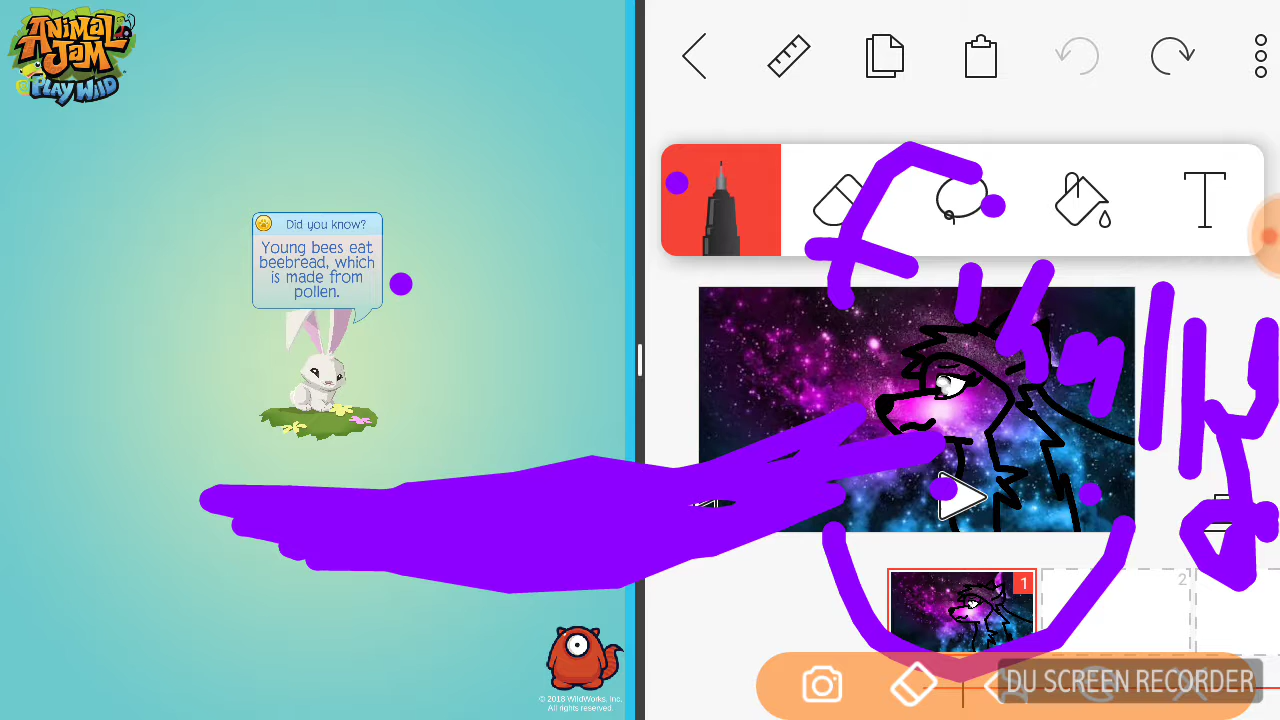 ANIMAL
JAM
PLAY WILD
Did you know?
Young bees eat
beebread, which
is made from
pollen.
© 2018 WildWorks, Inc.
All rights reserved.
T
Finally
1
2
DU SCREEN RECORDER